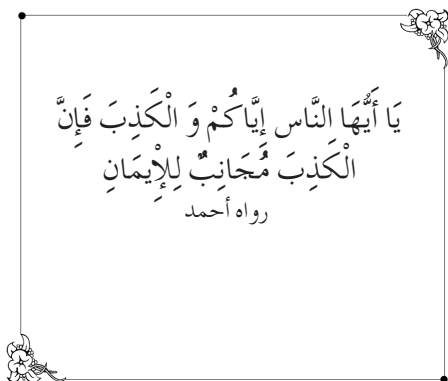 يَا أَيُّهَا النَّاس إِيَّاكُمْ وَ الْكَذِبَ فَإِنَّ
الْكَذِبَ مُجَانِبٌ لِلْإِيمَانِ
رواه أحمد